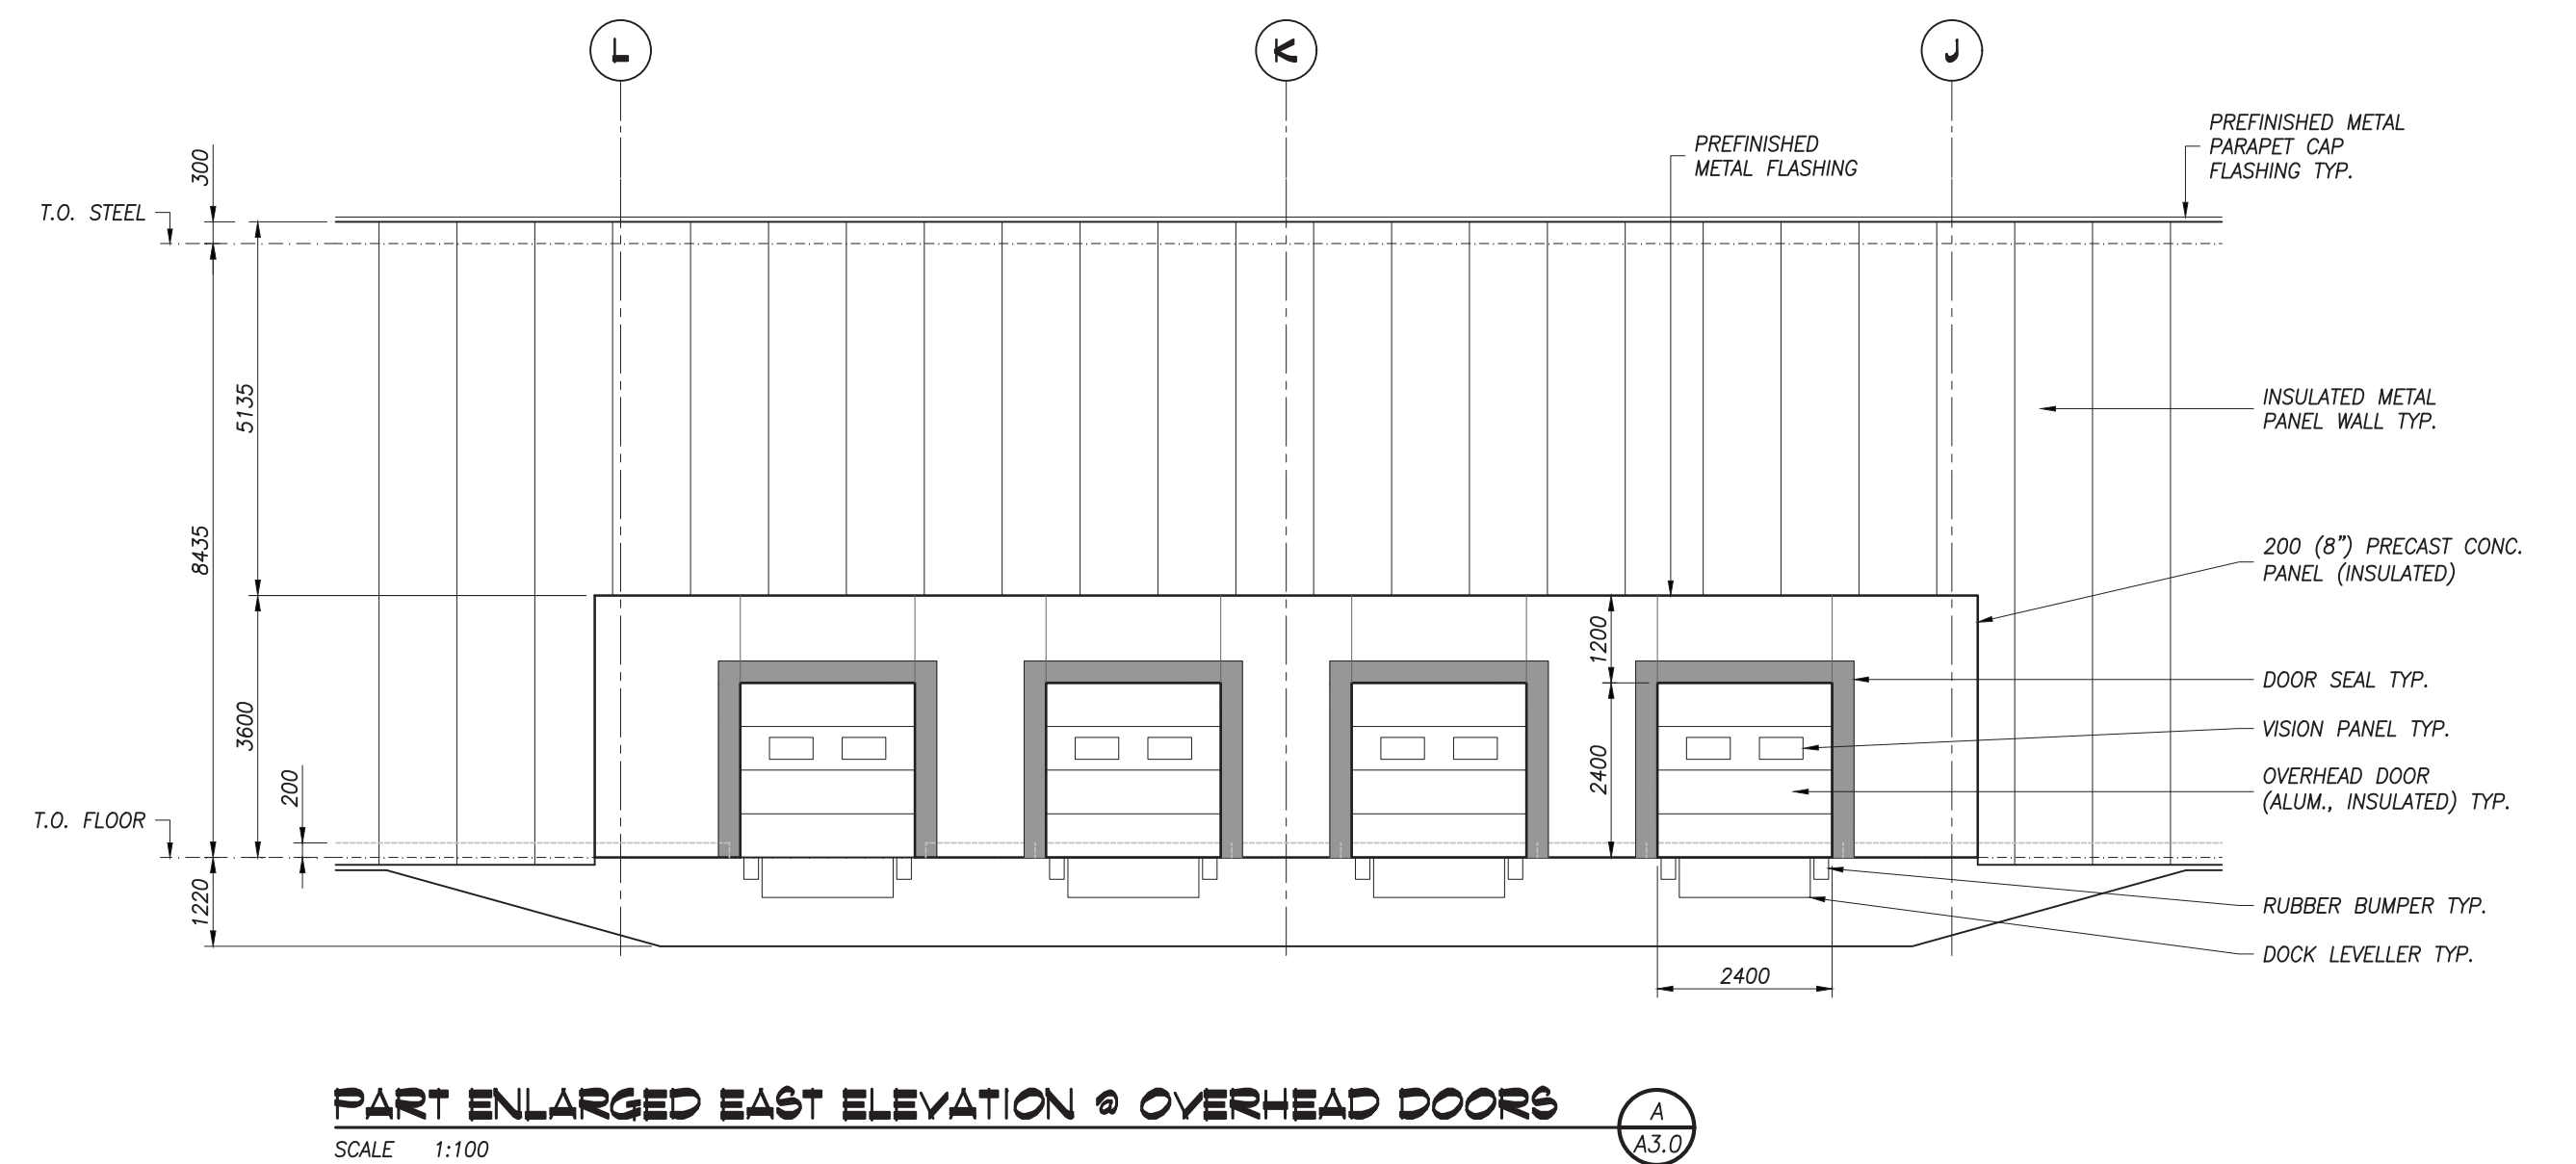 L
K
J
PREFINISHED METAL
PARAPET CAP
FLASHING TYP.
PREFINISHED
METAL FLASHING
300
T.O. STEEL
5135
INSULATED METAL
PANEL WALL TYP.
8435
200 (8”) PRECAST CONC.
PANEL (INSULATED)
1200
DOOR SEAL TYP.
3600
VISION PANEL TYP.
2400
200
OVERHEAD DOOR
(ALUM., INSULATED) TYP.
T.O. FLOOR
1220
RUBBER BUMPER TYP.
DOCK LEVELLER TYP.
2400
PART ENLARGED EAST ELEVATION @ OVERHEAD DOORS
A
A3.0
SCALE 1:100